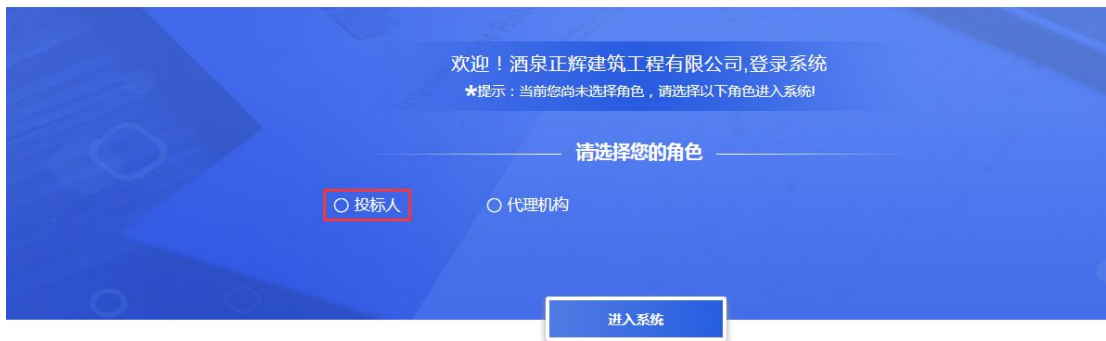 欢迎！酒泉正辉建筑工程有限公司,登录系统
*提示：当前您尚未选择角色，请选择以下角色进入系统!
请选择您的角色
投标人 代理机构
进入系统